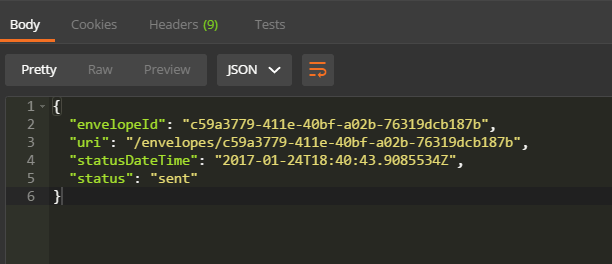 Body Cookies Headers (9) Tests
Pretty Raw Preview JSON
1 {
2 "envelopeId": "c59a3779-411e-40bf-a02b-76319dcb187b",
3 "uri": "/envelopes/c59a3779-411e-40bf-a02b-76319dcb187b",
4 "statusDateTime": "2017-01-24T18:40:43.9085534Z",
5 "status": "sent"
6 }